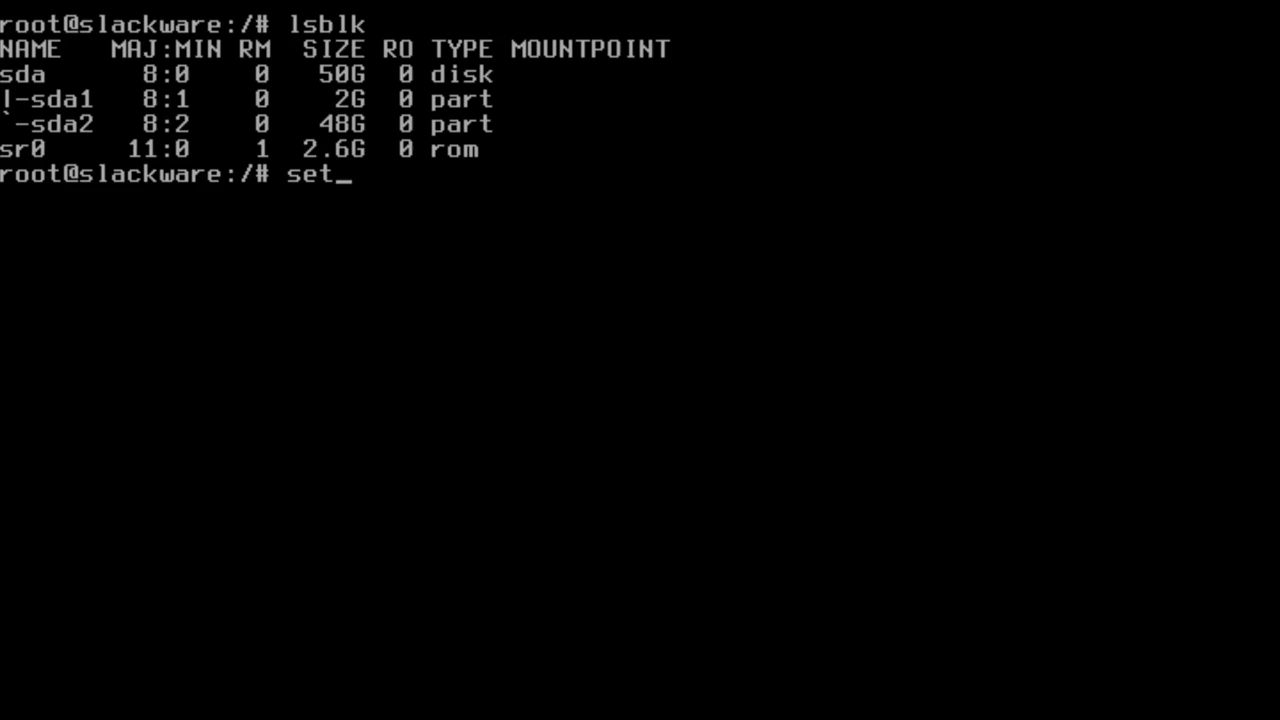 root@slackware:/# lsblk
NAME   MAJ:MIN RM   SIZE RO TYPE MOUNTPOINT
sda      8:0    0    50G  0 disk
|-sda1   8:1    0     2G  0 part
`-sda2   8:2    0    48G  0 part
sr0     11:0    1   2.6G  0 rom
root@slackware:/# set_